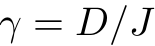 γ = D/J